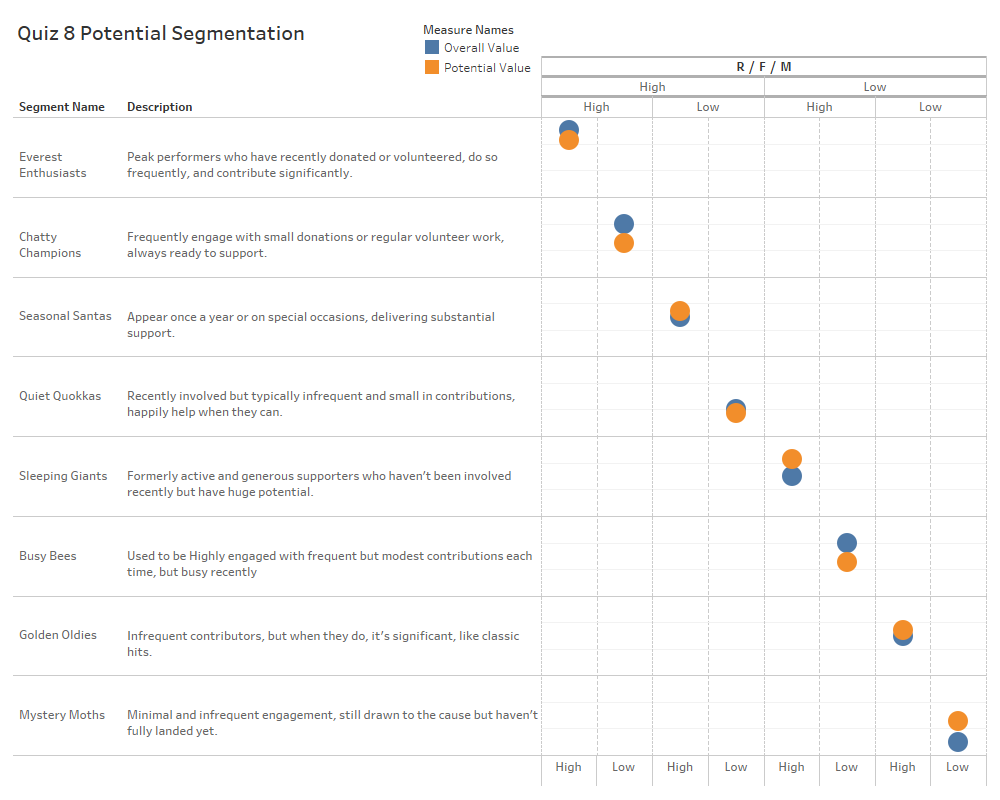 Quiz 8 Potential Segmentation
Measure Names
Overall Value
Potential Value
R / F / M
High Low
Segment Name Description High Low High Low
Everest
Enthusiasts
Peak performers who have recently donated or volunteered, do so
frequently, and contribute significantly.
Chatty
Champions
Frequently engage with small donations or regular volunteer work,
always ready to support.
Seasonal Santas
Appear once a year or on special occasions, delivering substantial
support.
Quiet Quokkas
Recently involved but typically infrequent and small in contributions,
happily help when they can.
Sleeping Giants
Formerly active and generous supporters who haven’t been involved
recently but have huge potential.
Busy Bees
Used to be Highly engaged with frequent but modest contributions each
time, but busy recently
Golden Oldies
Infrequent contributors, but when they do, it’s significant, like classic
hits.
Mystery Moths
Minimal and infrequent engagement, still drawn to the cause but haven’t
fully landed yet.
High Low High Low High Low High Low